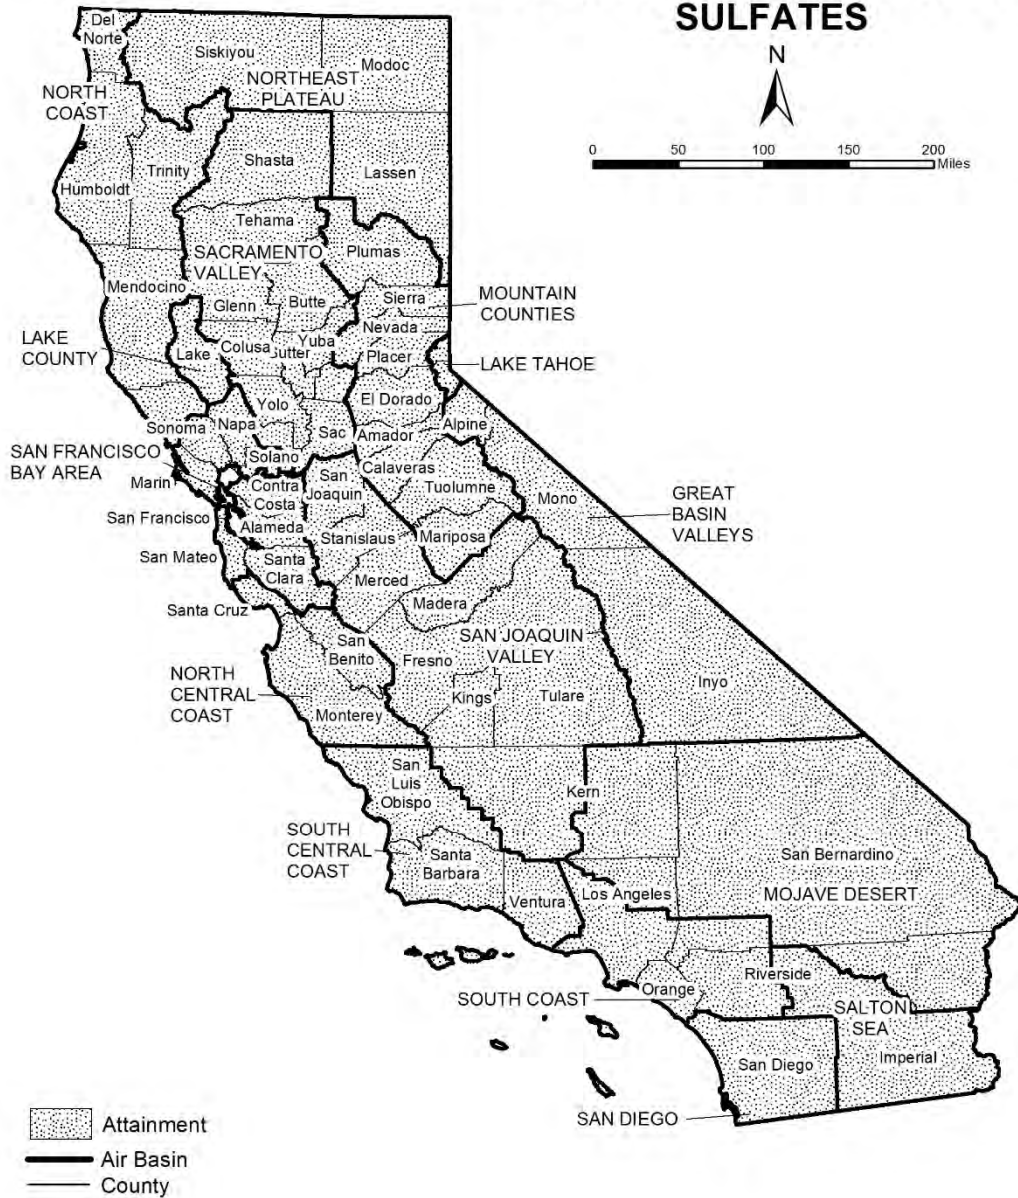 SULFATES
N
0 50 100 150 200
Miles
Del
Norte
Siskiyou
Modoc
NORTHEAST
PLATEAU
NORTH
COAST
Shasta
Trinity
Lassen
Humboldt
Tehama
SACRAMENTO
VALLEY
Plumas
Mendocino
Glenn
Butte
Sierra
MOUNTAIN
COUNTIES
Nevada
LAKE
COUNTY
Lake
Colusa
Yuba
utter
Placer
LAKE TAHOE
El Dorado
Yolo
Sonoma
Napa
Sac
Amador
Alpine
SAN FRANCISCO
BAY AREA
Solano
Calaveras
Marin
Contra
Costa
San
Joaquin
Tuolumne
Mono
GREAT
BASIN
VALLEYS
San Francisco
Alameda
Stanislaus
Mariposa
San Mateo
Santa
Clara
Merced
Santa Cruz
Madera
San
Benito
SAN JOAQUIN
VALLEY
Fresno
NORTH
CENTRAL
COAST
Kings
Tulare
Inyo
Monterey
San
Luis
Obispo
Kern
SOUTH
CENTRAL
COAST
Santa
Barbara
San Bernardino
Ventura
Los Angeles
MOJAVE DESERT
Riverside
Orange
SOUTH COAST
SALTON
SEA
San Diego
Imperial
SAN DIEGO
Attainment
Air Basin
County